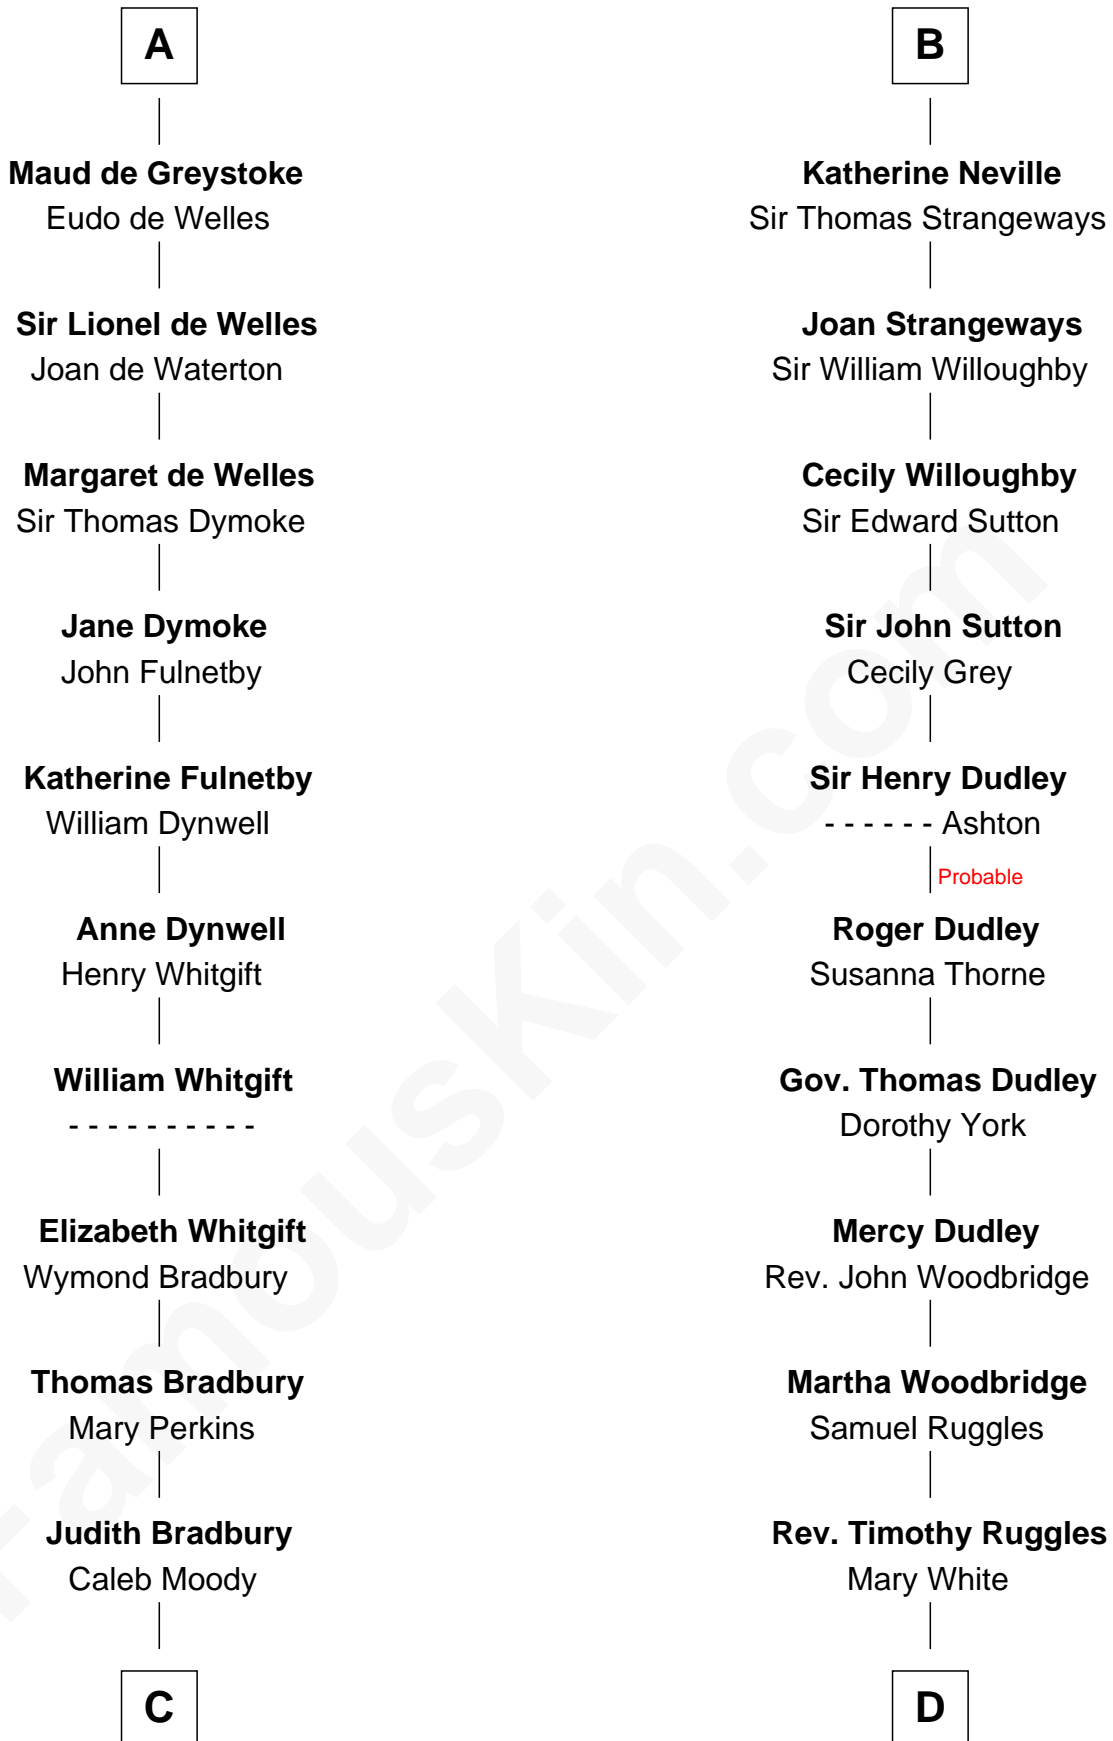 A
Maud de Greystoke
Eudo de Welles
Sir Lionel de Welles
Joan de Waterton
Margaret de Welles
Sir Thomas Dymoke
Jane Dymoke
John Fulnetby
Katherine Fulnetby
William Dynwell
Anne Dynwell
Henry Whitgift
William Whitgift
- - - - - - - - - -
Elizabeth Whitgift
Wymond Bradbury
Thomas Bradbury
Mary Perkins
Judith Bradbury
Caleb Moody
C
B
Katherine Neville
Sir Thomas Strangeways
Joan Strangeways
Sir William Willoughby
Cecily Willoughby
Sir Edward Sutton
Sir John Sutton
Cecily Grey
Sir Henry Dudley
- - - - - - Ashton
Probable
Roger Dudley
Susanna Thorne
Gov. Thomas Dudley
Dorothy York
Mercy Dudley
Rev. John Woodbridge
Martha Woodbridge
Samuel Ruggles
Rev. Timothy Ruggles
Mary White
D
FamousKin.com